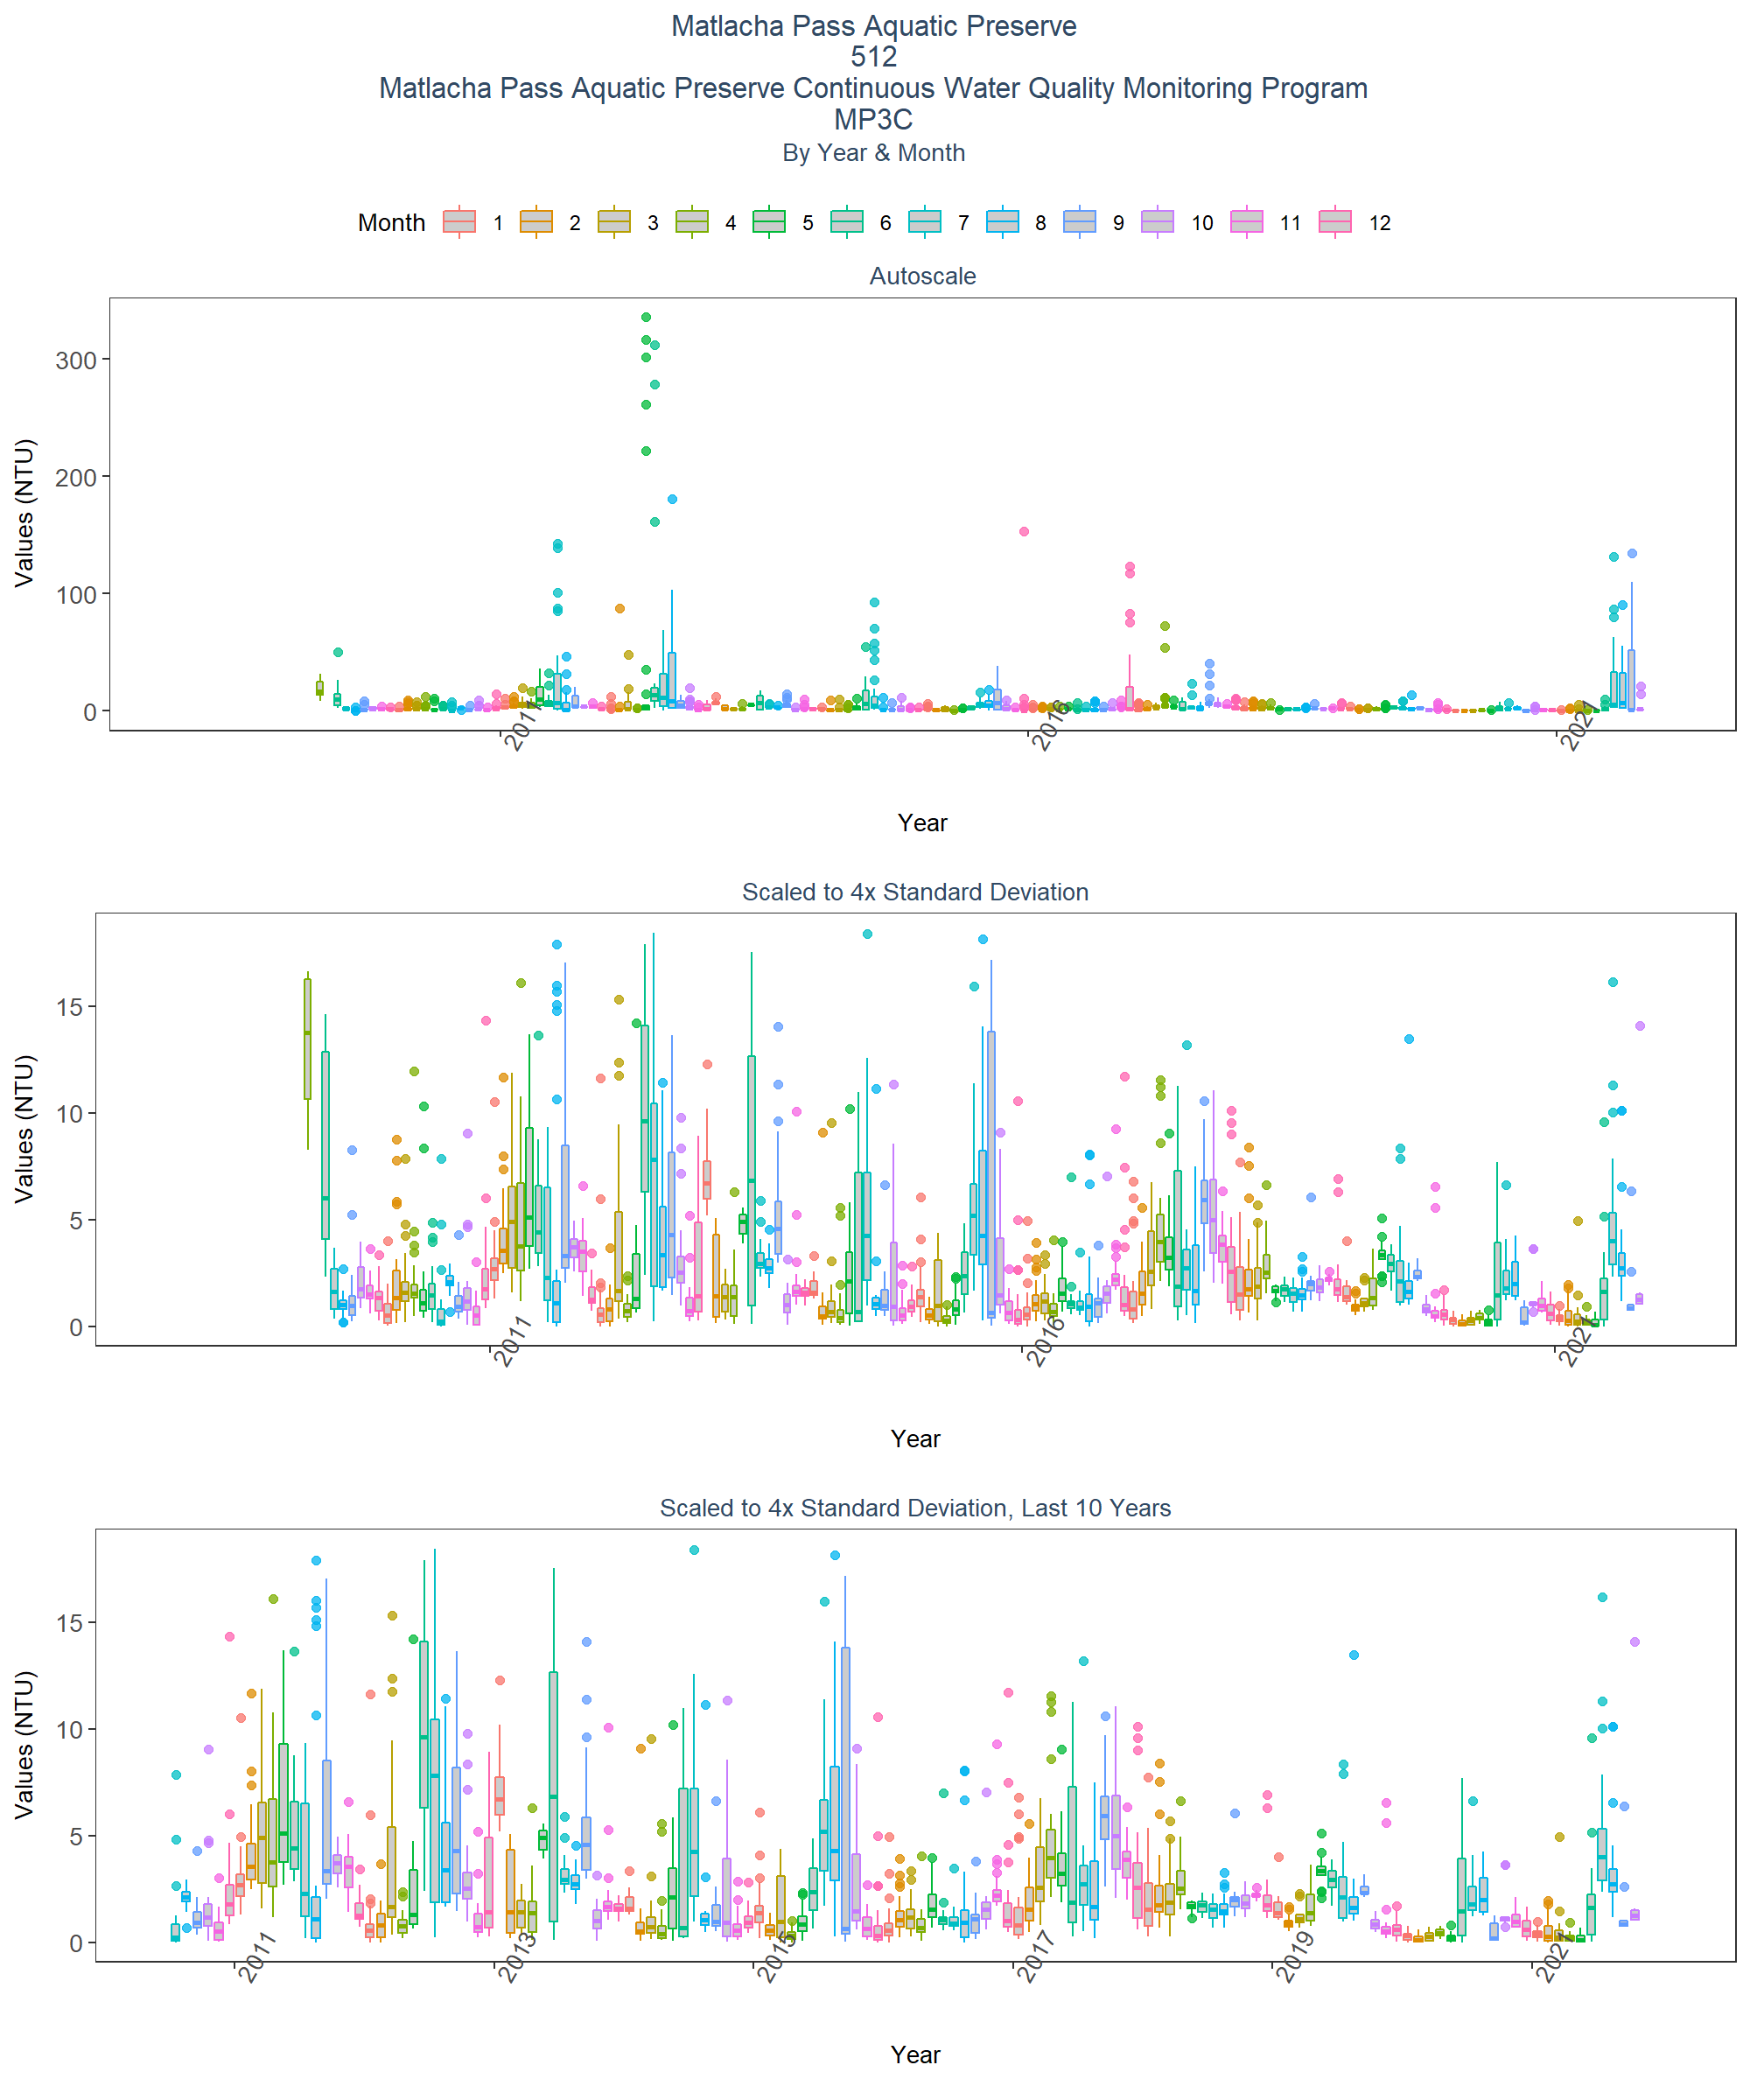 Matlacha Pass Aquatic Preserve
512
Matlacha Pass Aquatic Preserve Continuous Water Quality Monitoring Program
MP3C
By Year & Month
Month 1 2 3 4 5 6 7 8 9 10 11 12
Autoscale
Values (NTU)
300
200
100
0
2011 2016 2021
Year
Scaled to 4x Standard Deviation
Values (NTU)
15
10
5
0
2011 2016 2021
Year
Scaled to 4x Standard Deviation, Last 10 Years
Values (NTU)
15
10
5
0
2011 2013 2015 2017 2019 2021
Year